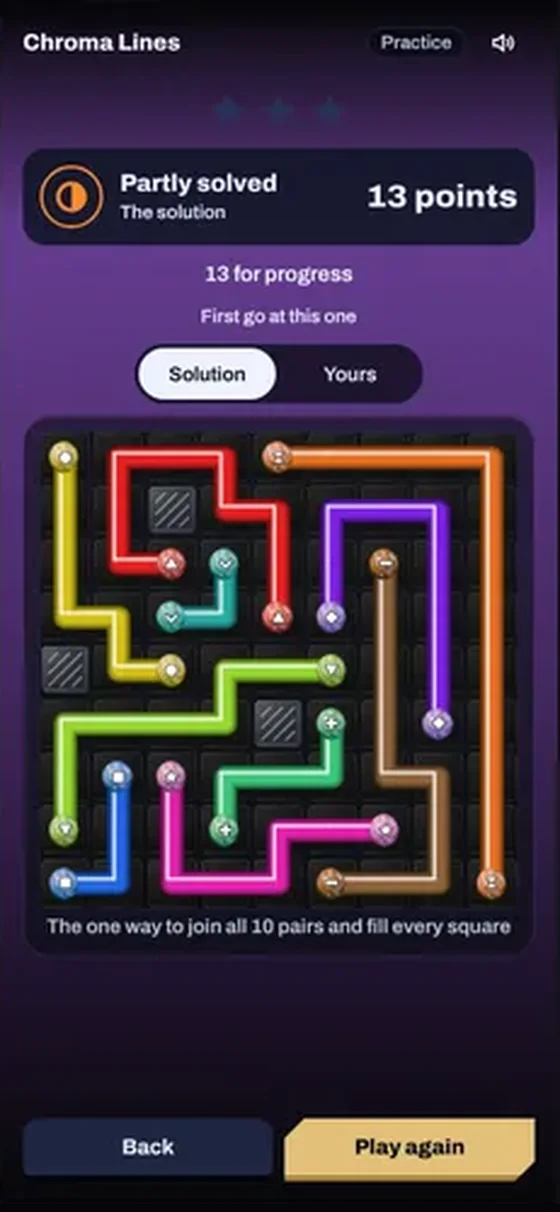 Chroma Lines
Practice
Partly solved
The solution
13 points
13 for progress
First go at this one
Solution
Yours
The one way to join all 10 pairs and fill every square
Back
Play again